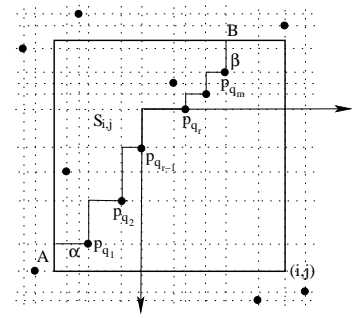 B
β
p_{q_m}
S_{i,j}
p_{q_r}
p_{q_{r-1}}
p_{q_2}
A
α
p_{q_1}
(i,j)